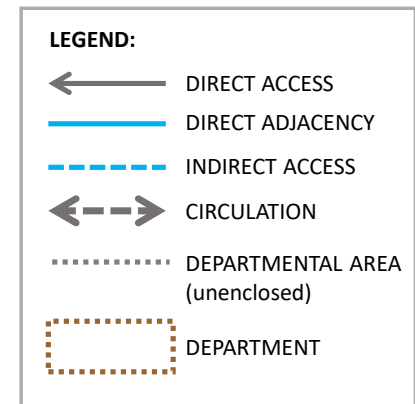 LEGEND:
DIRECT ACCESS
DIRECT ADJACENCY
INDIRECT ACCESS
CIRCULATION
DEPARTMENTAL AREA
(unenclosed)
DEPARTMENT